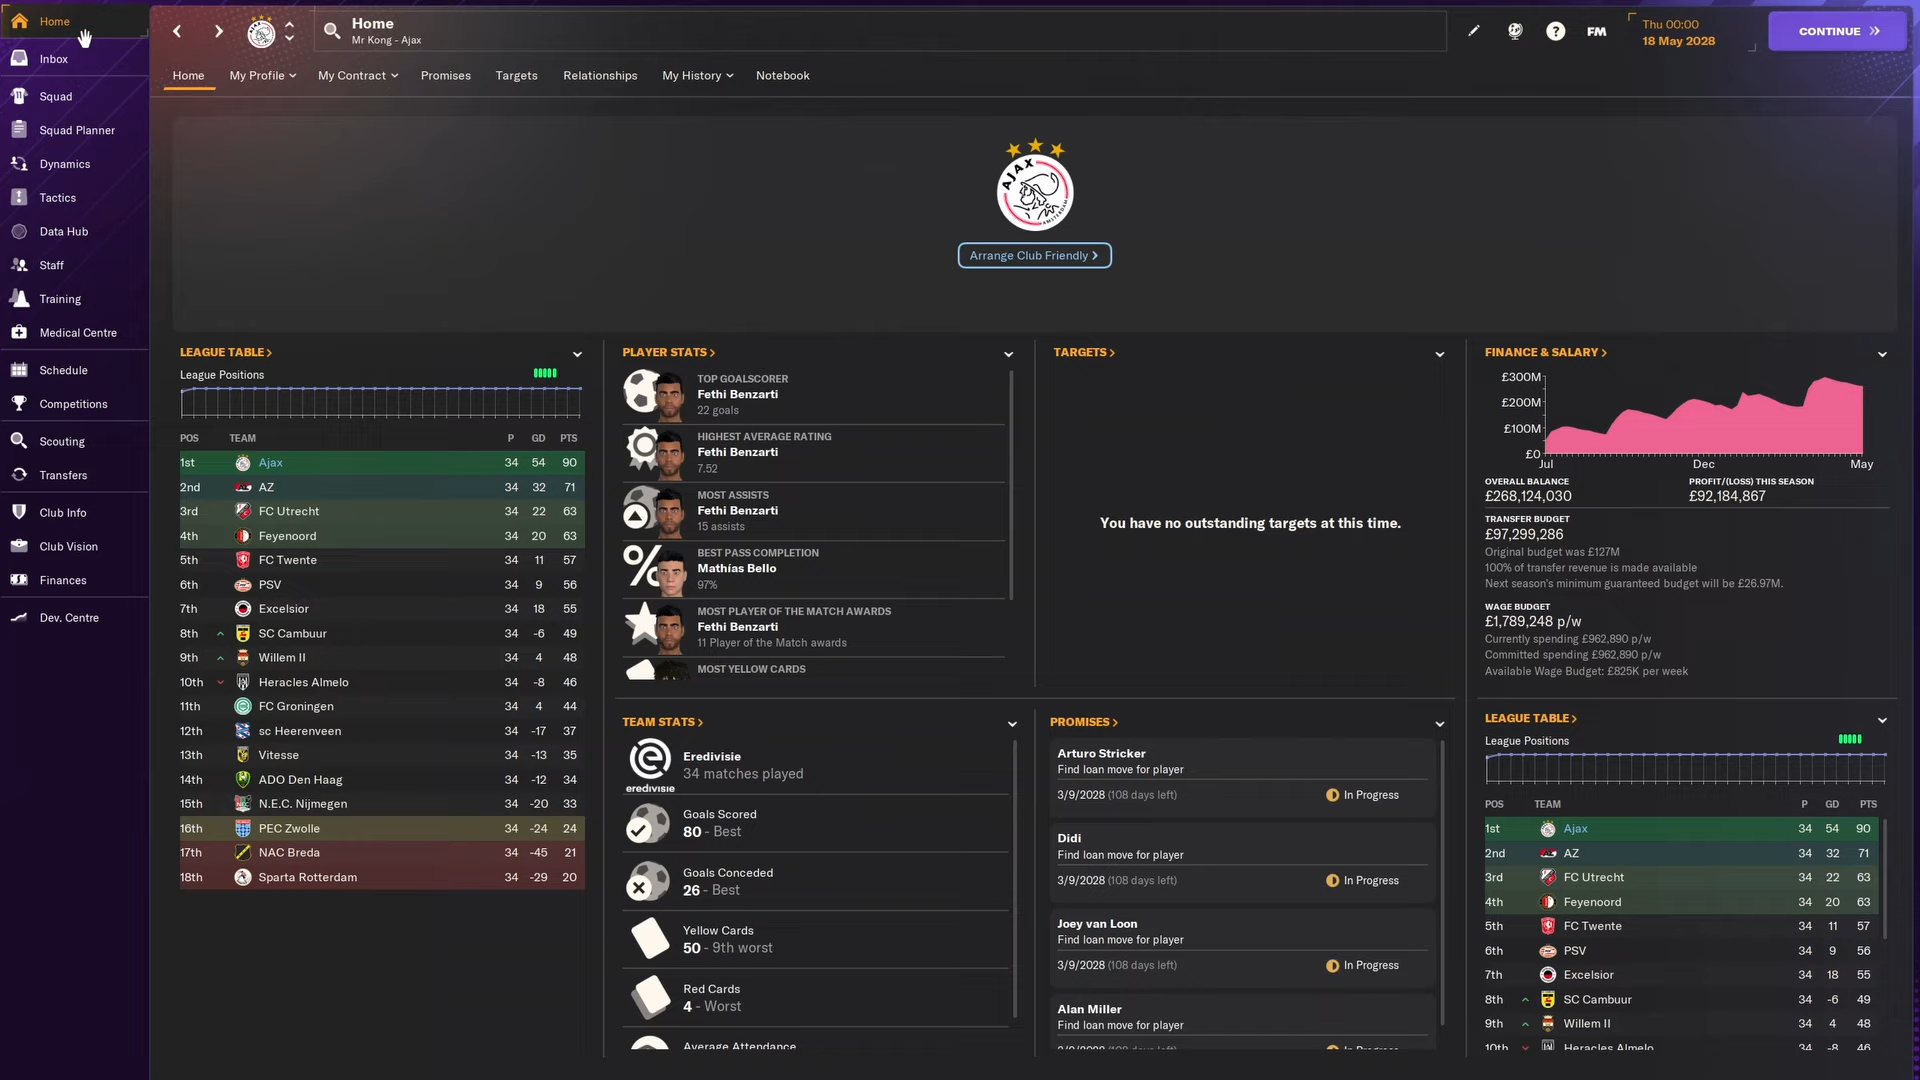 Home
Inbox
Squad
Squad Planner
Dynamics
Tactics
Data Hub
Staff
Training
Medical Centre
Schedule
Competitions
Scouting
Transfers
Club Info
Club Vision
Finances
Dev. Centre
Home
Mr Kong - Ajax
FM
Thu 00:00
18 May 2028
CONTINUE
Home My Profile My Contract Promises Targets Relationships My History Notebook
AJAX
AMSTERDAM
Arrange Club Friendly >
LEAGUE TABLE >
League Positions
POS TEAM P GD PTS
1st Ajax 34 54 90
2nd AZ 34 32 71
3rd FC Utrecht 34 22 63
4th Feyenoord 34 20 63
5th FC Twente 34 11 57
6th PSV 34 9 56
7th Excelsior 34 18 55
8th SC Cambuur 34 -6 49
9th Willem II 34 4 48
10th Heracles Almelo 34 -8 46
11th FC Groningen 34 4 44
12th sc Heerenveen 34 -17 37
13th Vitesse 34 -13 35
14th ADO Den Haag 34 -12 34
15th N.E.C. Nijmegen 34 -20 33
16th PEC Zwolle 34 -24 24
17th NAC Breda 34 -45 21
18th Sparta Rotterdam 34 -29 20
PLAYER STATS >
TOP GOALSCORER
Fethi Benzarti
22 goals
HIGHEST AVERAGE RATING
Fethi Benzarti
7.52
MOST ASSISTS
Fethi Benzarti
15 assists
BEST PASS COMPLETION
Mathías Bello
97%
MOST PLAYER OF THE MATCH AWARDS
Fethi Benzarti
11 Player of the Match awards
MOST YELLOW CARDS
TEAM STATS >
eredivisie
Eredivisie
34 matches played
Goals Scored
80 - Best
Goals Conceded
26 - Best
Yellow Cards
50 - 9th worst
Red Cards
4 - Worst
Average Attendance
TARGETS >
You have no outstanding targets at this time.
PROMISES >
Arturo Stricker
Find loan move for player
3/9/2028 (108 days left) In Progress
Didi
Find loan move for player
3/9/2028 (108 days left) In Progress
Joey van Loon
Find loan move for player
3/9/2028 (108 days left) In Progress
Alan Miller
Find loan move for player
3/9/2028 (108 days left) In Progress
FINANCE & SALARY >
£300M
£200M
£100M
£0
Jul Dec May
OVERALL BALANCE PROFIT/(LOSS) THIS SEASON
£268,124,030 £92,184,867
TRANSFER BUDGET
£97,299,286
Original budget was £127M
100% of transfer revenue is made available
Next season's minimum guaranteed budget will be £26.97M.
WAGE BUDGET
£1,789,248 p/w
Currently spending £962,890 p/w
Committed spending £962,890 p/w
Available Wage Budget: £825K per week
LEAGUE TABLE >
League Positions
POS TEAM P GD PTS
1st Ajax 34 54 90
2nd AZ 34 32 71
3rd FC Utrecht 34 22 63
4th Feyenoord 34 20 63
5th FC Twente 34 11 57
6th PSV 34 9 56
7th Excelsior 34 18 55
8th SC Cambuur 34 -6 49
9th Willem II 34 4 48
10th Heracles Almelo 34 -8 46